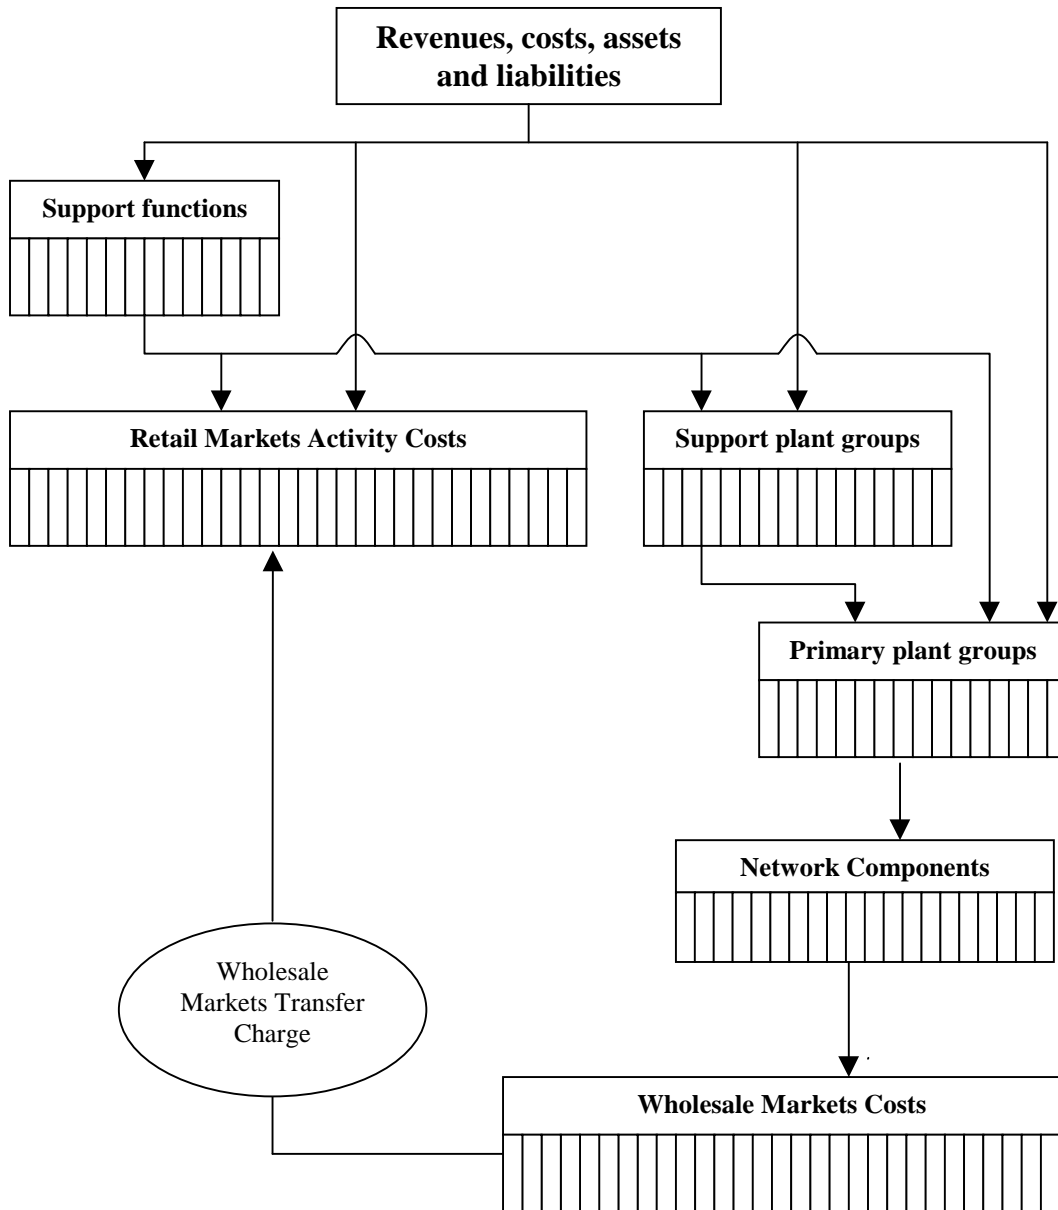 Revenues, costs, assets
and liabilities
Support functions
Retail Markets Activity Costs
Support plant groups
Primary plant groups
Network Components
Wholesale
Markets Transfer
Charge
Wholesale Markets Costs